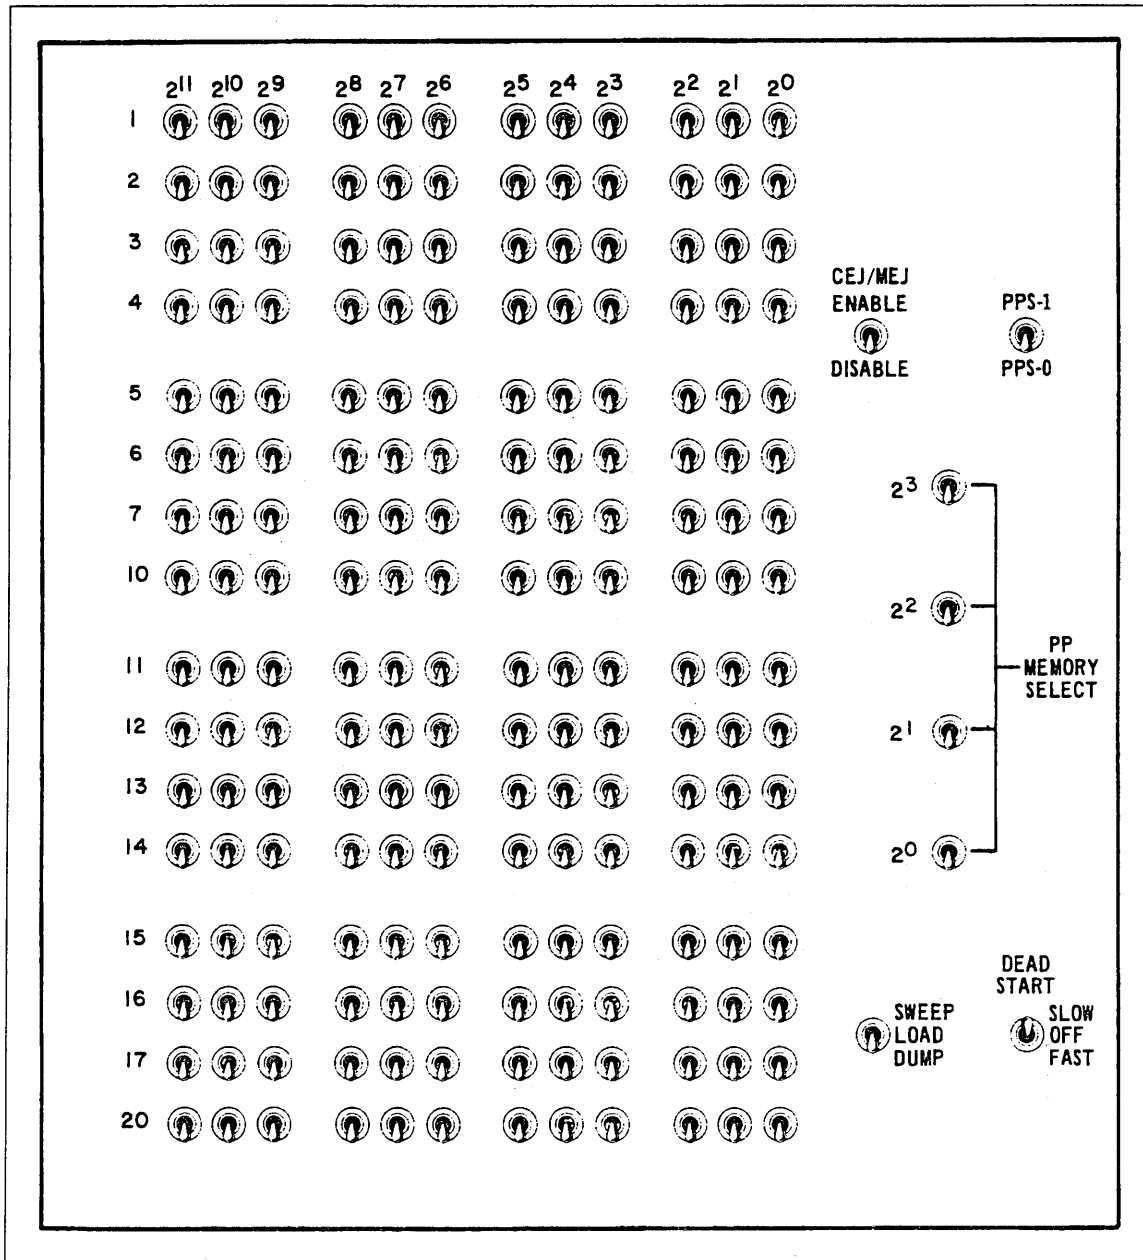 2¹¹ 2¹⁰ 2⁹ 2⁸ 2⁷ 2⁶ 2⁵ 2⁴ 2³ 2² 2¹ 2⁰
1
2
3
4
5
6
7
10
11
12
13
14
15
16
17
20
CEJ/MEJ
ENABLE
DISABLE
PPS-1
PPS-0
2³
2²
2¹
2⁰
PP
MEMORY
SELECT
SWEEP
LOAD
DUMP
DEAD
START
SLOW
OFF
FAST